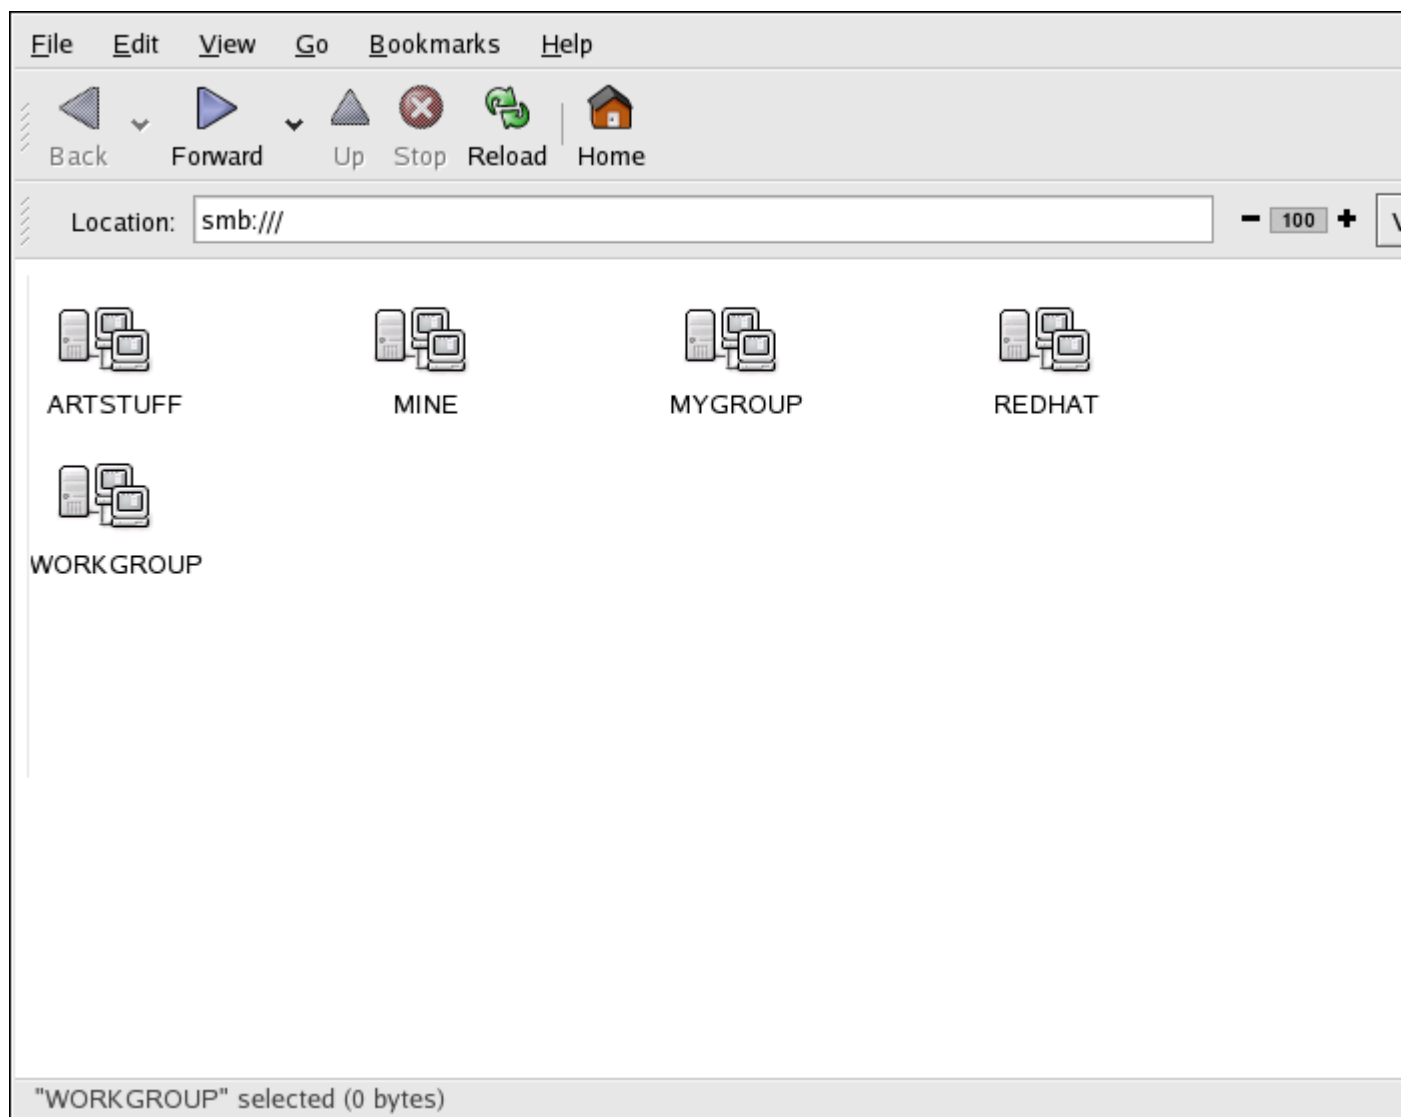 File Edit View Go Bookmarks Help
Back Forward Up Stop Reload Home
Location: smb:/// 100
ARTSTUFF MINE MYGROUP REDHAT
WORKGROUP
"WORKGROUP" selected (0 bytes)